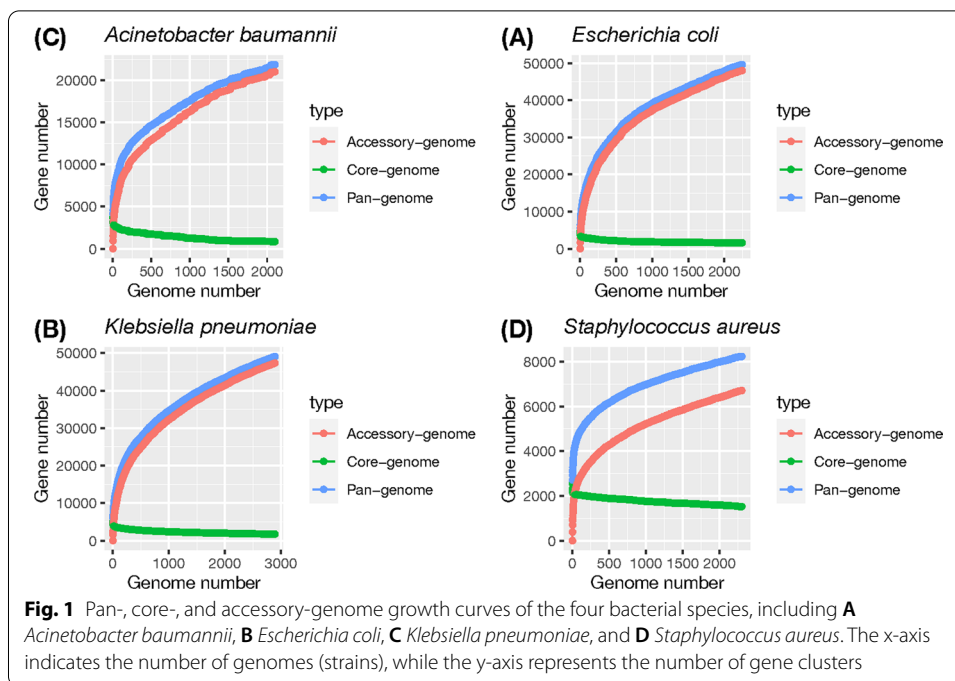 (C) Acinetobacter baumannii
20000
15000
10000
5000
0
Gene number
0 500 1000 1500 2000
Genome number
type
Accessory−genome
Core−genome
Pan−genome
(A) Escherichia coli
50000
40000
30000
20000
10000
0
Gene number
0 500 1000 1500 2000
Genome number
type
Accessory−genome
Core−genome
Pan−genome
(B) Klebsiella pneumoniae
50000
40000
30000
20000
10000
0
Gene number
0 1000 2000 3000
Genome number
type
Accessory−genome
Core−genome
Pan−genome
(D) Staphylococcus aureus
8000
6000
4000
2000
0
Gene number
0 500 1000 1500 2000
Genome number
type
Accessory−genome
Core−genome
Pan−genome
Fig. 1 Pan-, core-, and accessory-genome growth curves of the four bacterial species, including A
Acinetobacter baumannii, B Escherichia coli, C Klebsiella pneumoniae, and D Staphylococcus aureus. The x-axis
indicates the number of genomes (strains), while the y-axis represents the number of gene clusters